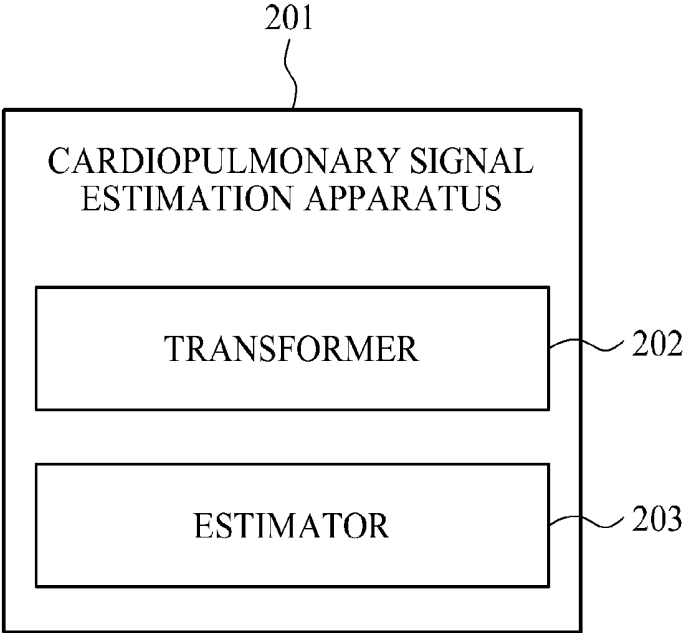 201
CARDIOPULMONARY SIGNAL
ESTIMATION APPARATUS
TRANSFORMER
202
ESTIMATOR
203